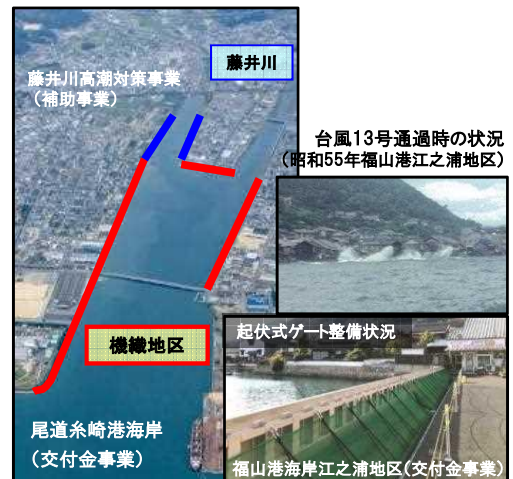 藤井川
藤井川高潮対策事業
（補助事業）
台風13号通過時の状況
（昭和55年福山港江之浦地区）
起伏式ゲート整備状況
機織地区
尾道糸崎港海岸
（交付金事業）
福山港海岸江之浦地区（交付金事業）